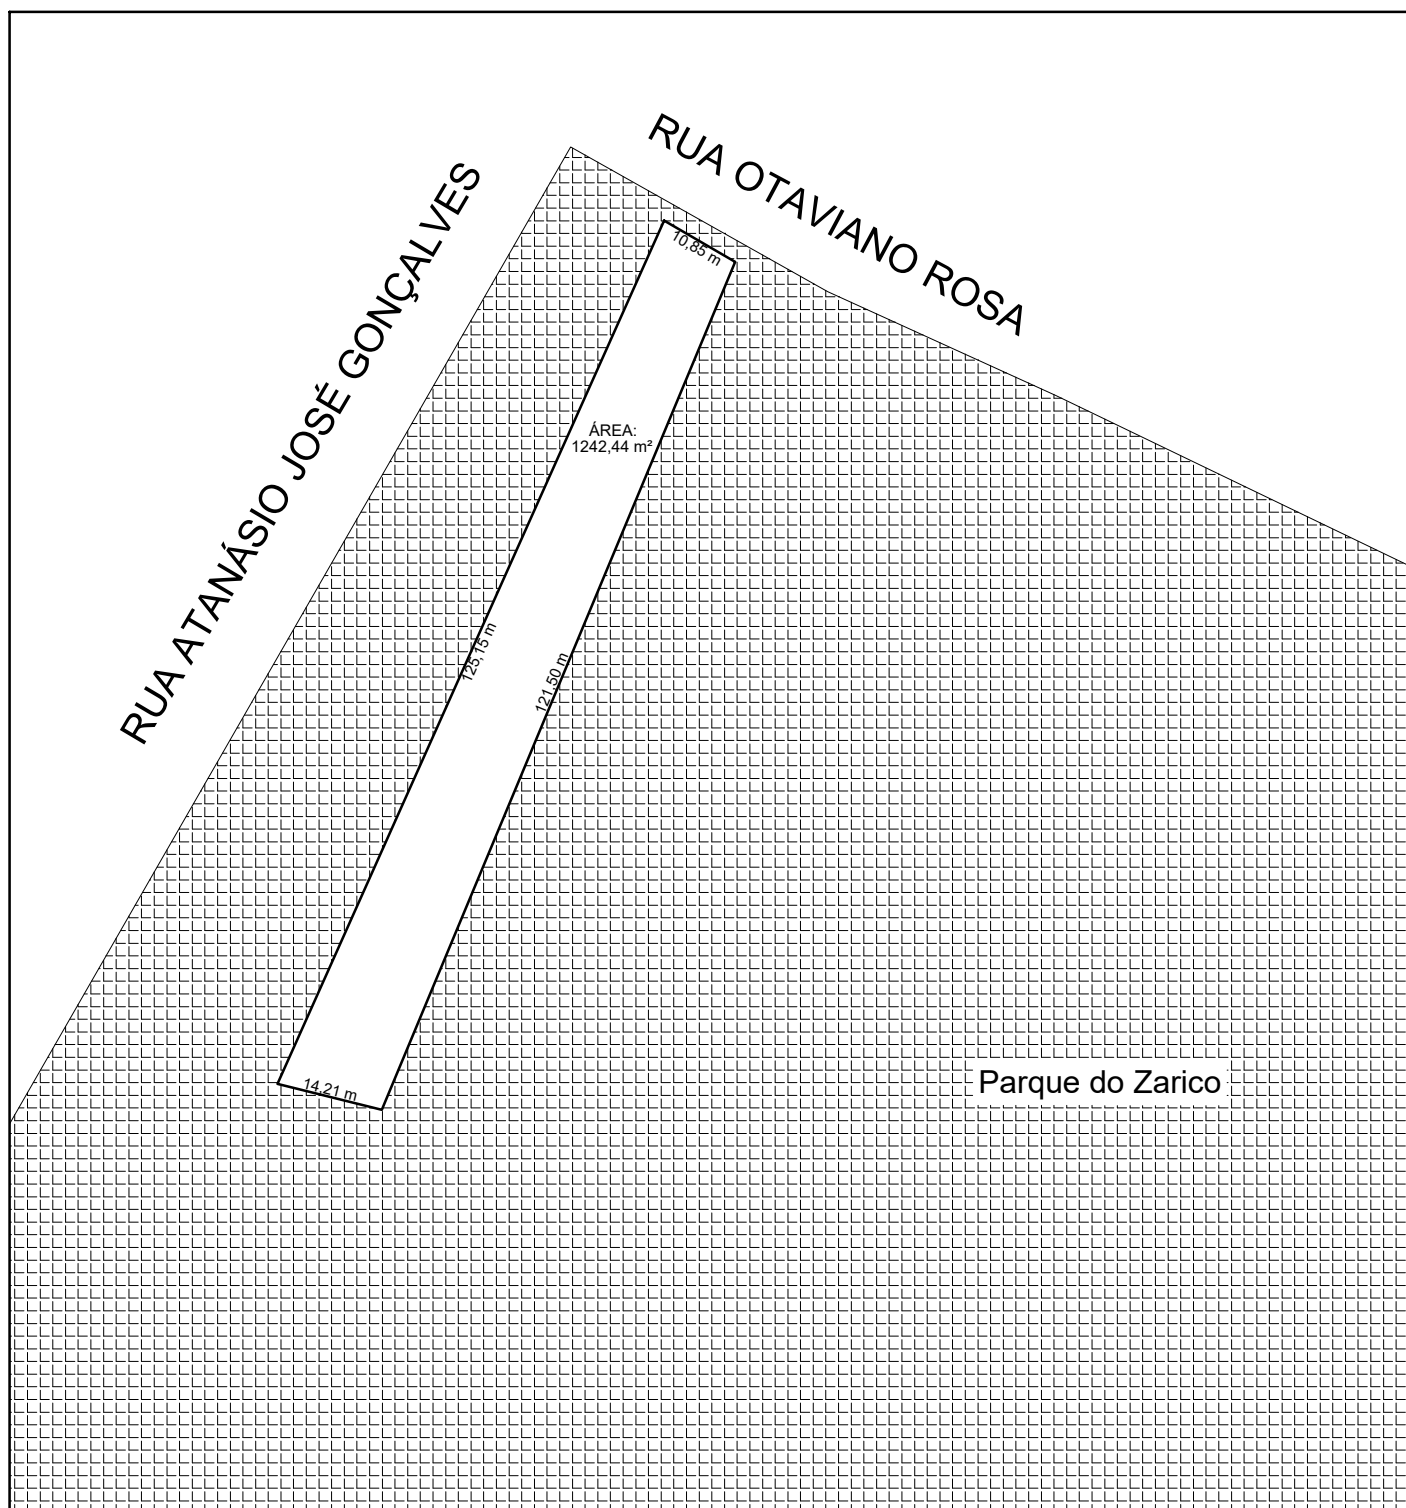 RUA OTAVIANO ROSA
RUA ATANÁSIO JOSÉ GONÇALVES
10,85 m
ÁREA:
1242,44 m²
125,15 m
121,50 m
14,21 m
Parque do Zarico